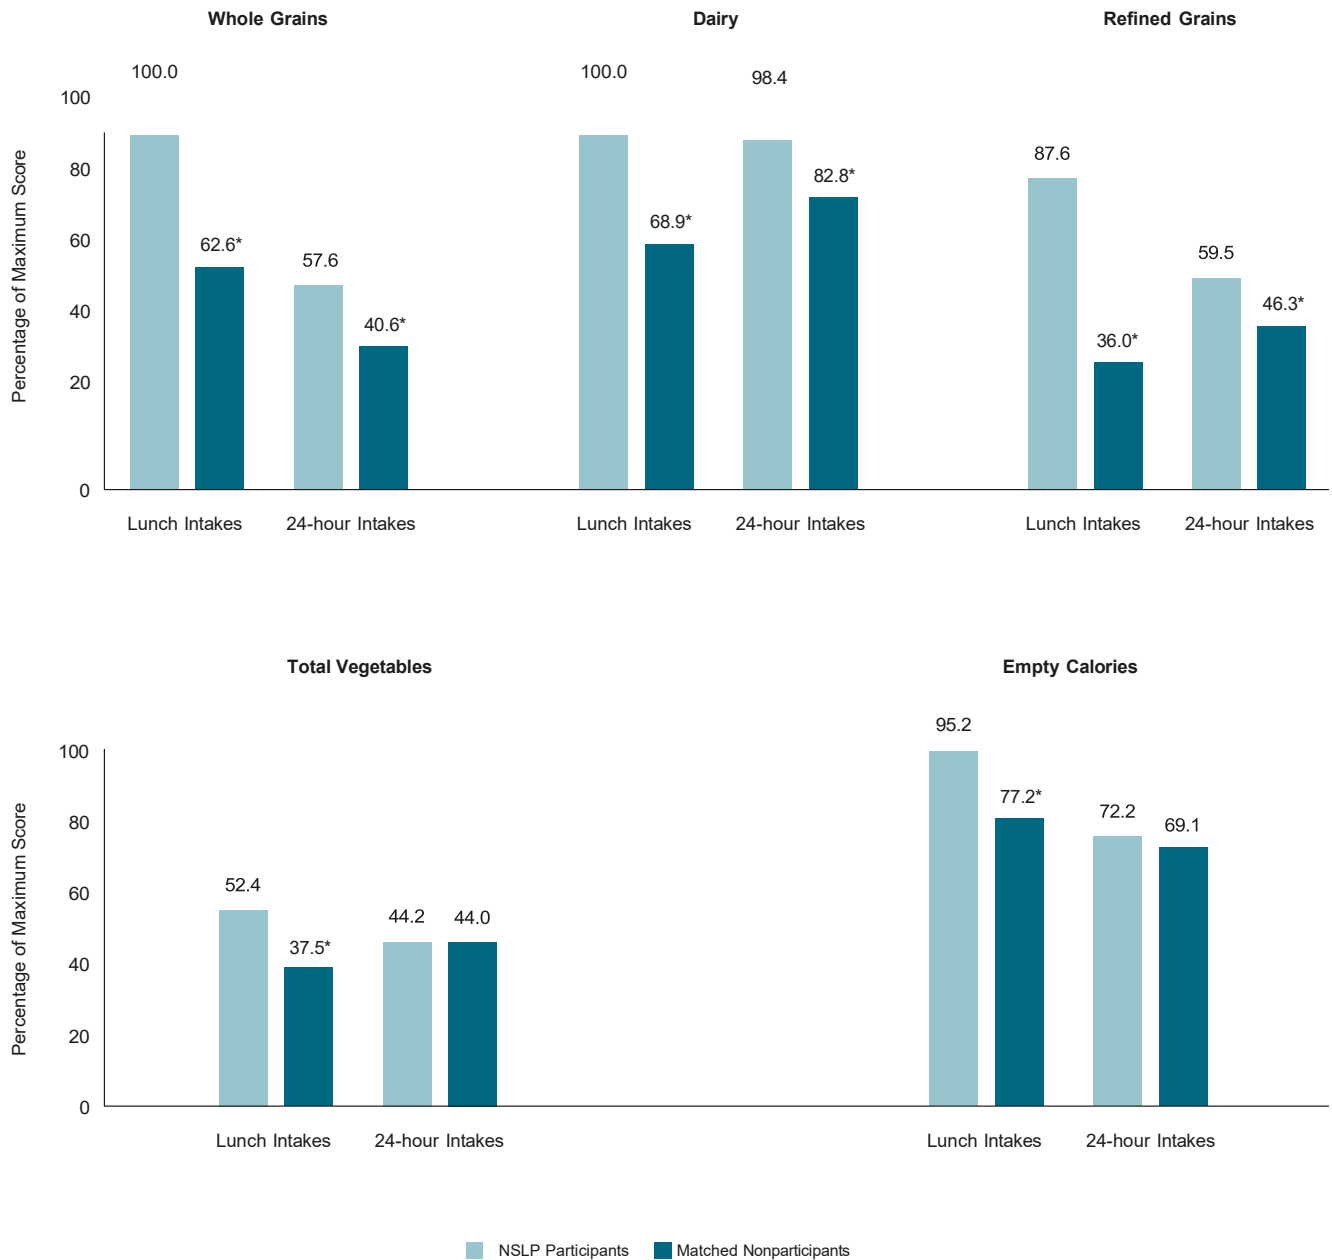 Whole Grains
Dairy
Refined Grains
Percentage of Maximum Score
100
80
60
40
20
0
100.0
62.6*
57.6
40.6*
100.0
68.9*
98.4
82.8*
87.6
36.0*
59.5
46.3*
Lunch Intakes
24-hour Intakes
Lunch Intakes
24-hour Intakes
Lunch Intakes
24-hour Intakes
Total Vegetables
Empty Calories
Percentage of Maximum Score
100
80
60
40
20
0
52.4
37.5*
44.2
44.0
95.2
77.2*
72.2
69.1
Lunch Intakes
24-hour Intakes
Lunch Intakes
24-hour Intakes
NSLP Participants
Matched Nonparticipants